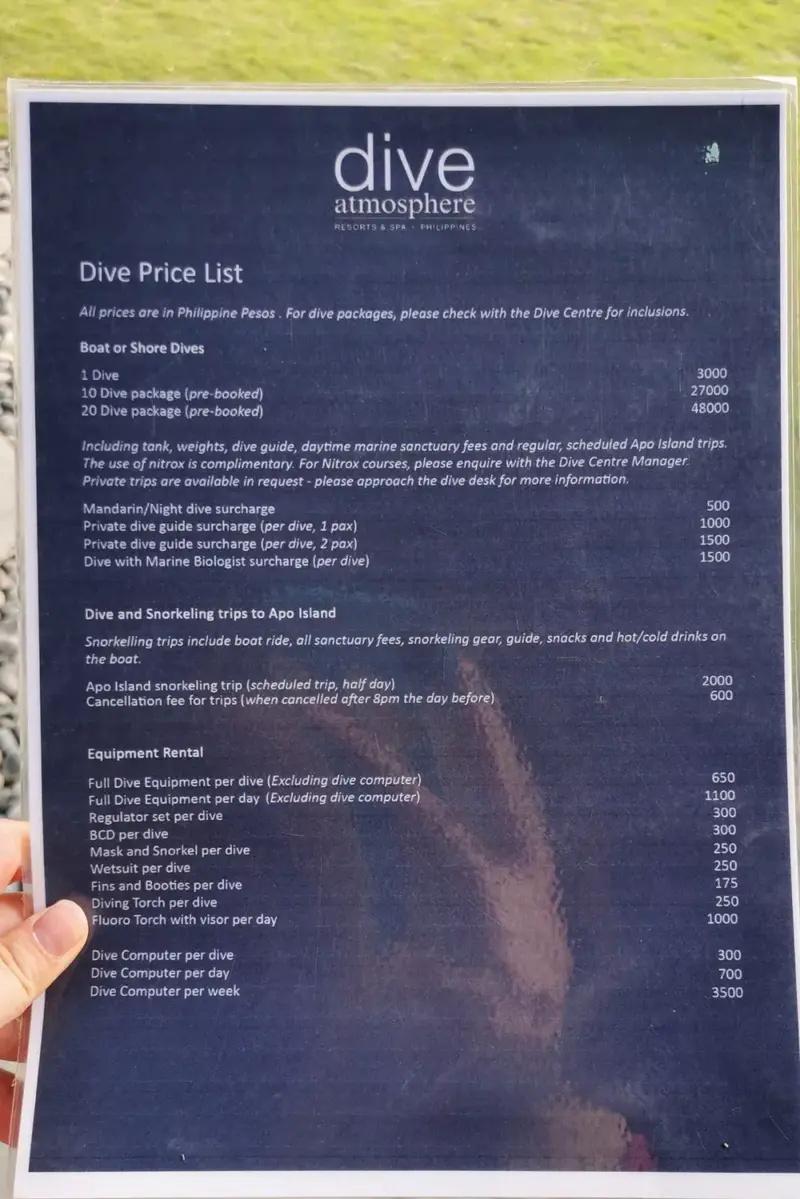 dive
atmosphere
RESORTS & SPA · PHILIPPINES
Dive Price List
All prices are in Philippine Pesos . For dive packages, please check with the Dive Centre for inclusions.
Boat or Shore Dives
1 Dive 3000
10 Dive package (pre-booked) 27000
20 Dive package (pre-booked) 48000
Including tank, weights, dive guide, daytime marine sanctuary fees and regular, scheduled Apo Island trips.
The use of nitrox is complimentary. For Nitrox courses, please enquire with the Dive Centre Manager.
Private trips are available in request - please approach the dive desk for more information.
Mandarin/Night dive surcharge 500
Private dive guide surcharge (per dive, 1 pax) 1000
Private dive guide surcharge (per dive, 2 pax) 1500
Dive with Marine Biologist surcharge (per dive) 1500
Dive and Snorkeling trips to Apo Island
Snorkelling trips include boat ride, all sanctuary fees, snorkeling gear, guide, snacks and hot/cold drinks on
the boat.
Apo Island snorkeling trip (scheduled trip, half day) 2000
Cancellation fee for trips (when cancelled after 8pm the day before) 600
Equipment Rental
Full Dive Equipment per dive (Excluding dive computer) 650
Full Dive Equipment per day (Excluding dive computer) 1100
Regulator set per dive 300
BCD per dive 300
Mask and Snorkel per dive 250
Wetsuit per dive 250
Fins and Booties per dive 175
Diving Torch per dive 250
Fluoro Torch with visor per day 1000
Dive Computer per dive 300
Dive Computer per day 700
Dive Computer per week 3500